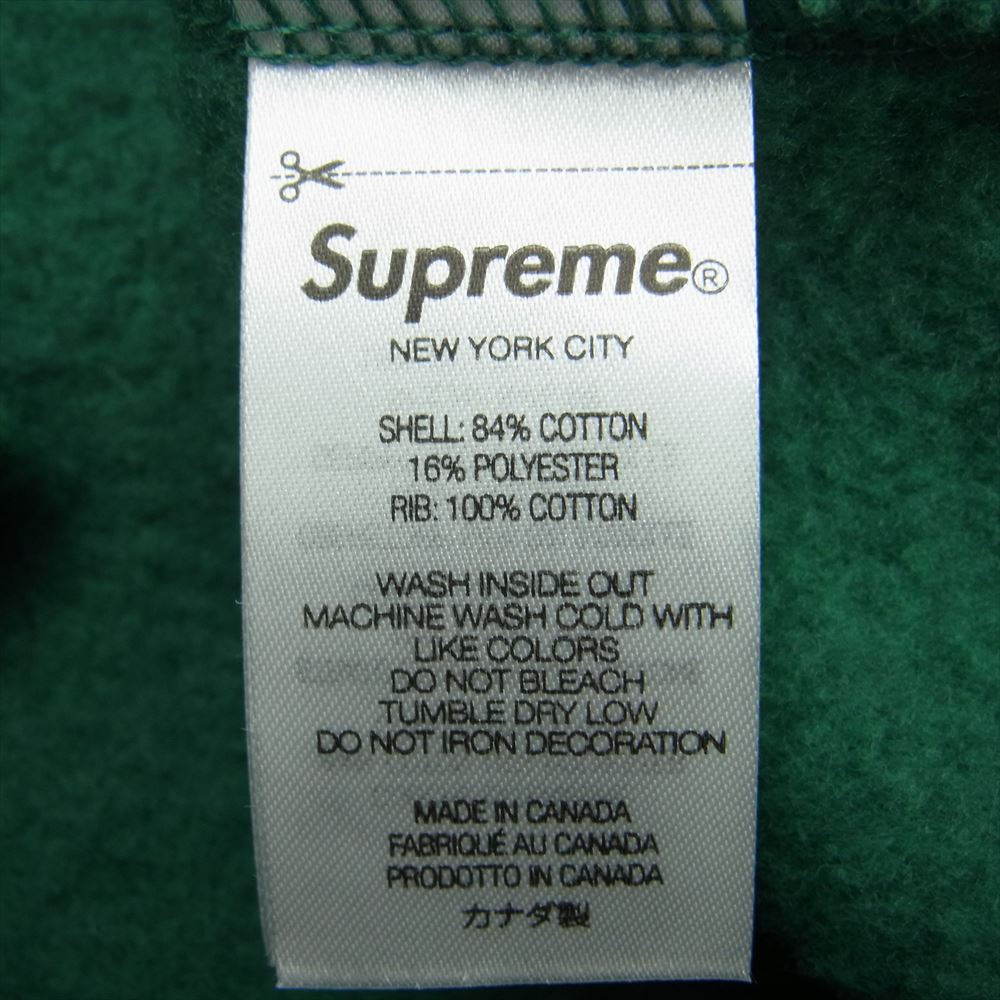 Supreme®
NEW YORK CITY
SHELL: 84% COTTON
16% POLYESTER
RIB: 100% COTTON
WASH INSIDE OUT
MACHINE WASH COLD WITH
LIKE COLORS
DO NOT BLEACH
TUMBLE DRY LOW
DO NOT IRON DECORATION
MADE IN CANADA
FABRIQUÉ AU CANADA
PRODOTTO IN CANADA
カナダ製